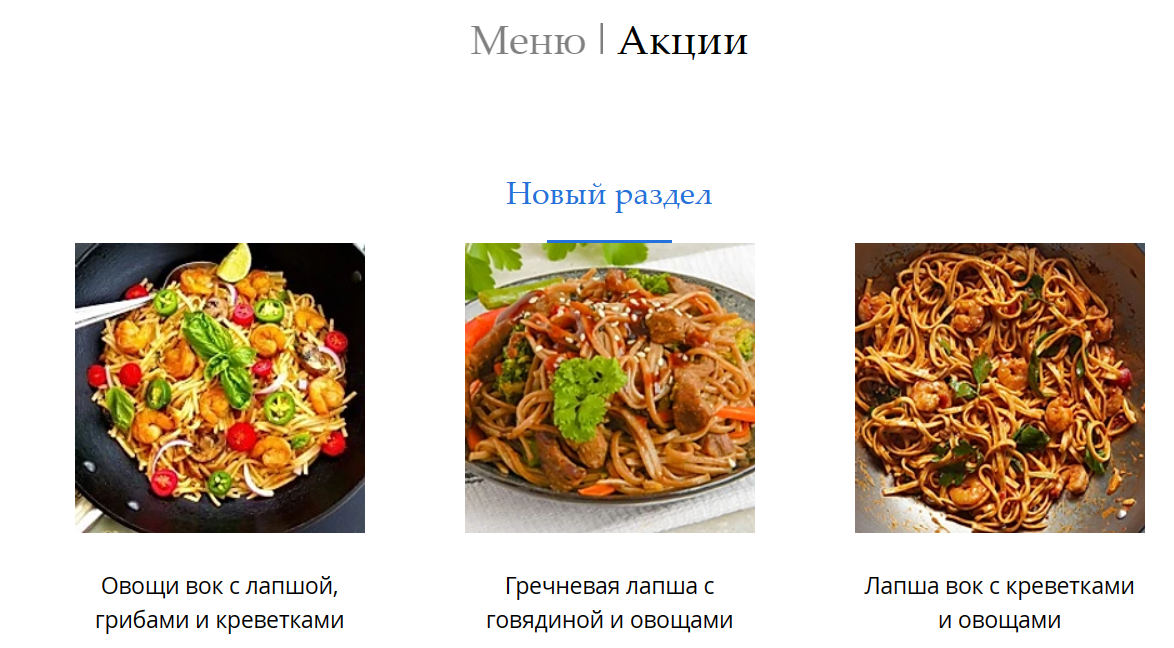 Меню | Акции
Новый раздел
Овощи вок с лапшой,
грибами и креветками
Гречневая лапша с
говядиной и овощами
Лапша вок с креветками
и овощами